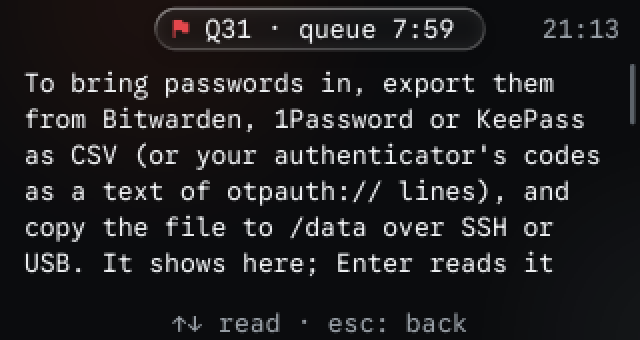 Q31 · queue 7:59
21:13
To bring passwords in, export them
from Bitwarden, 1Password or KeePass
as CSV (or your authenticator's codes
as a text of otpauth:// lines), and
copy the file to /data over SSH or
USB. It shows here; Enter reads it
↑↓ read · esc: back